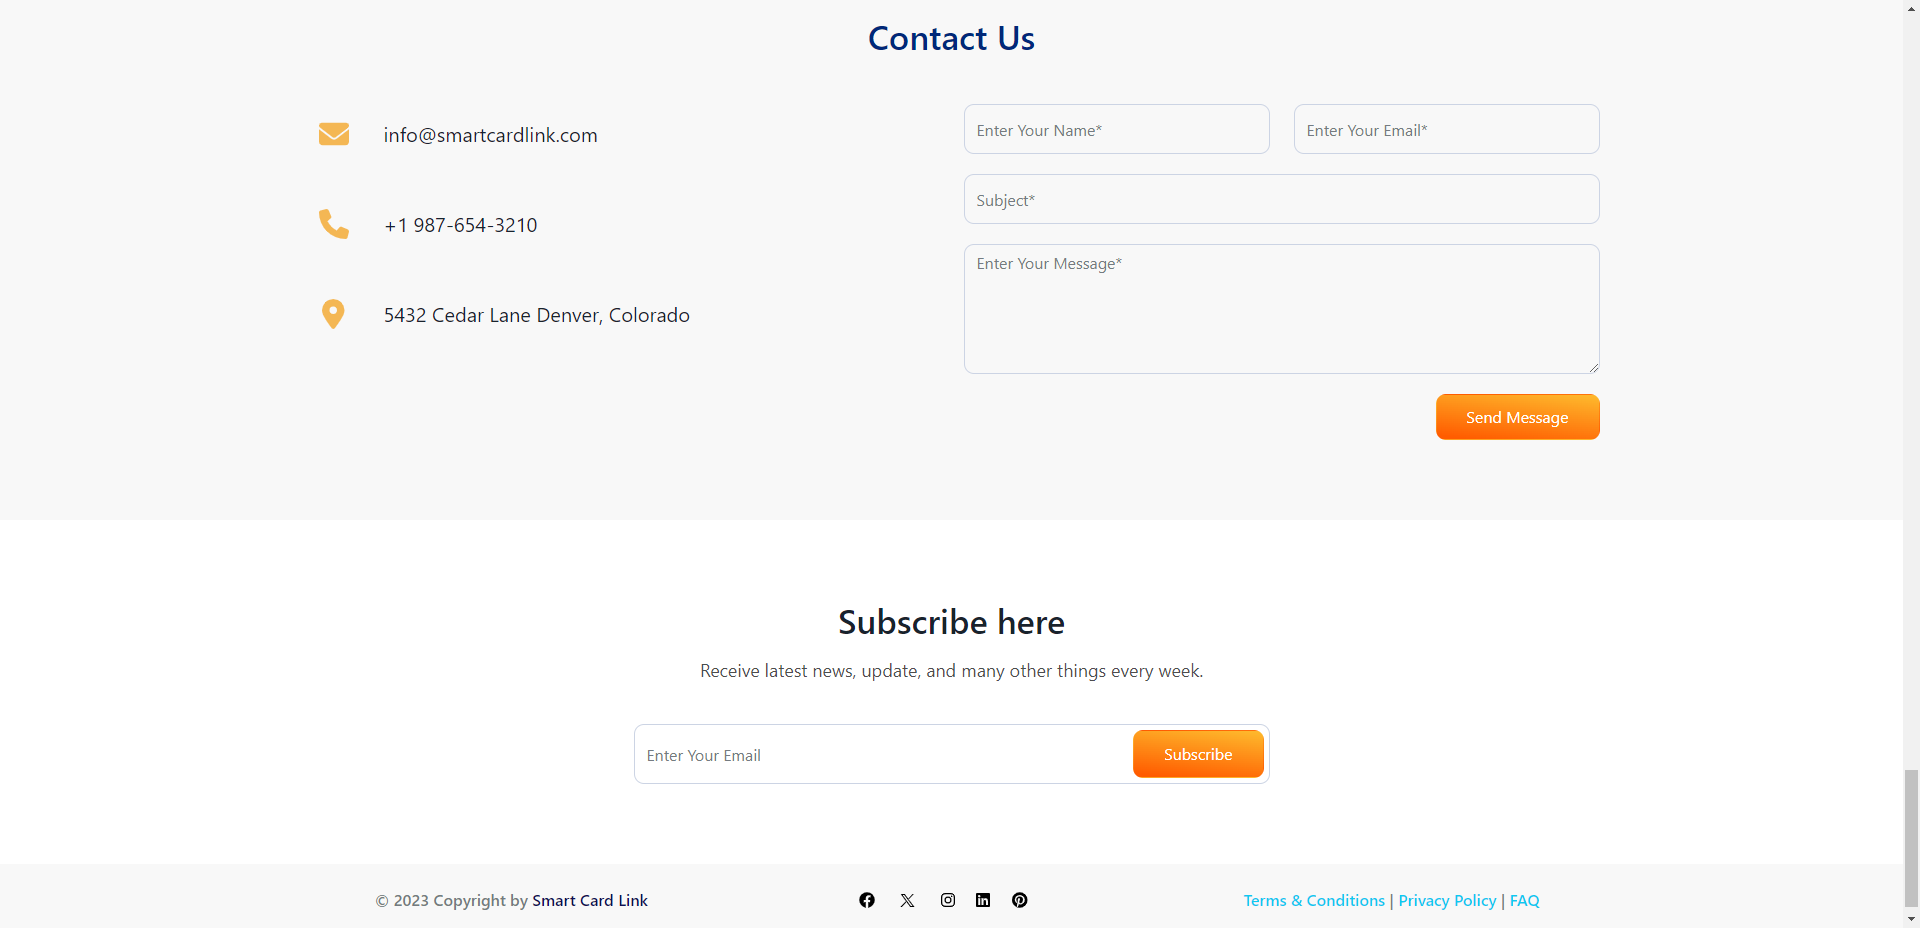 Contact Us
info@smartcardlink.com
+1 987-654-3210
5432 Cedar Lane Denver, Colorado
Enter Your Name*
Enter Your Email*
Subject*
Enter Your Message*
Send Message
Subscribe here
Receive latest news, update, and many other things every week.
Enter Your Email
Subscribe
© 2023 Copyright by Smart Card Link
Terms & Conditions | Privacy Policy | FAQ